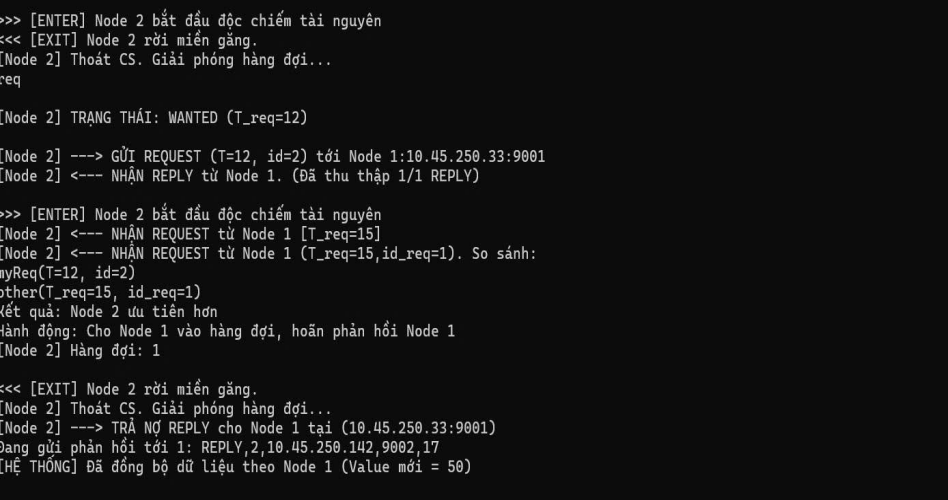 >>> [ENTER] Node 2 bắt đầu độc chiếm tài nguyên
<<< [EXIT] Node 2 rời miền găng.
[Node 2] Thoát CS. Giải phóng hàng đợi...
req
[Node 2] TRẠNG THÁI: WANTED (T_req=12)
[Node 2] ---> GỬI REQUEST (T=12, id=2) tới Node 1:10.45.250.33:9001
[Node 2] <--- NHẬN REPLY từ Node 1. (Đã thu thập 1/1 REPLY)
>>> [ENTER] Node 2 bắt đầu độc chiếm tài nguyên
[Node 2] <--- NHẬN REQUEST từ Node 1 [T_req=15]
[Node 2] <--- NHẬN REQUEST từ Node 1 (T_req=15,id_req=1). So sánh:
myReq(T=12, id=2)
other(T_req=15, id_req=1)
Kết quả: Node 2 ưu tiên hơn
Hành động: Cho Node 1 vào hàng đợi, hoãn phản hồi Node 1
[Node 2] Hàng đợi: 1
<<< [EXIT] Node 2 rời miền găng.
[Node 2] Thoát CS. Giải phóng hàng đợi...
[Node 2] ---> TRẢ NỢ REPLY cho Node 1 tại (10.45.250.33:9001)
Đang gửi phản hồi tới 1: REPLY,2,10.45.250.142,9002,17
[HỆ THỐNG] Đã đồng bộ dữ liệu theo Node 1 (Value mới = 50)